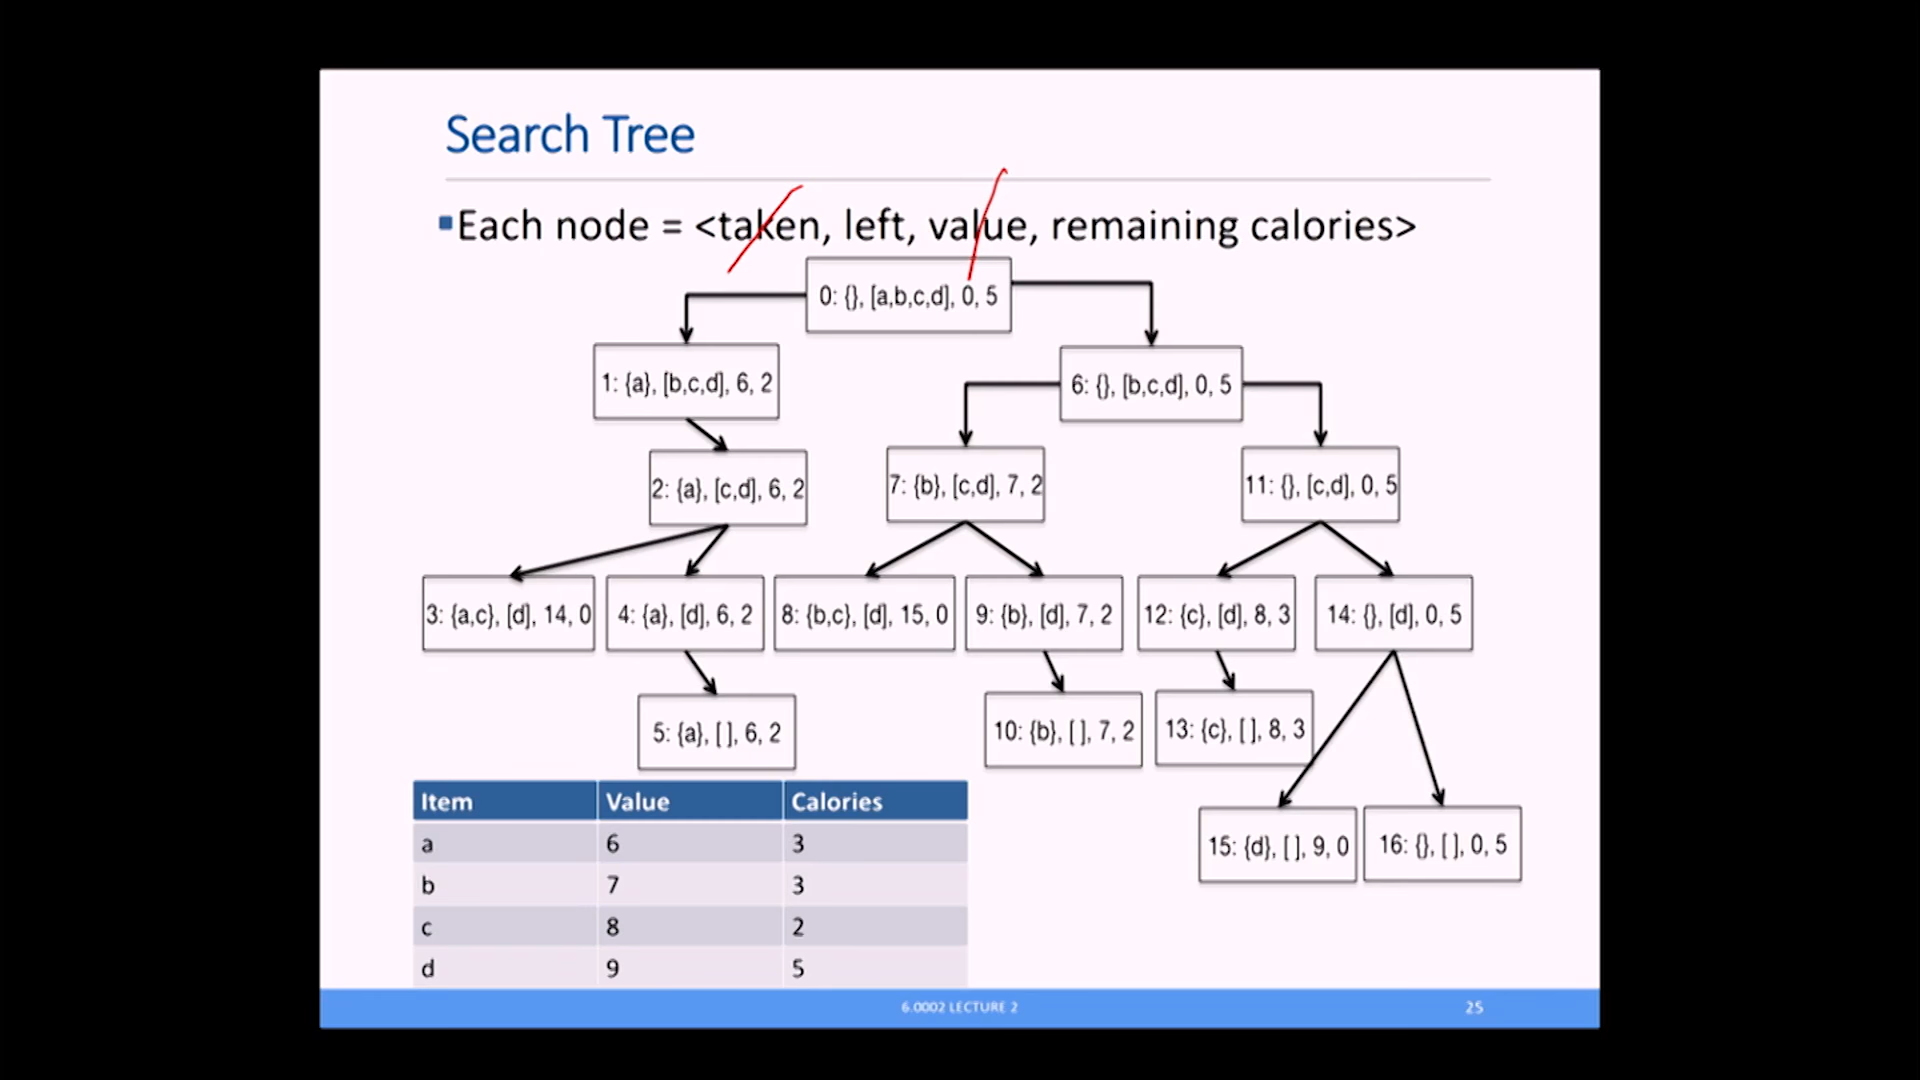 Search Tree
▪Each node = <taken, left, value, remaining calories>
0: {}, [a,b,c,d], 0, 5
1: {a}, [b,c,d], 6, 2
6: {}, [b,c,d], 0, 5
2: {a}, [c,d], 6, 2
7: {b}, [c,d], 7, 2
11: {}, [c,d], 0, 5
3: {a,c}, [d], 14, 0
4: {a}, [d], 6, 2
8: {b,c}, [d], 15, 0
9: {b}, [d], 7, 2
12: {c}, [d], 8, 3
14: {}, [d], 0, 5
5: {a}, [ ], 6, 2
10: {b}, [ ], 7, 2
13: {c}, [ ], 8, 3
15: {d}, [ ], 9, 0
16: {}, [ ], 0, 5
Item Value Calories
a 6 3
b 7 3
c 8 2
d 9 5
6.0002 LECTURE 2
25